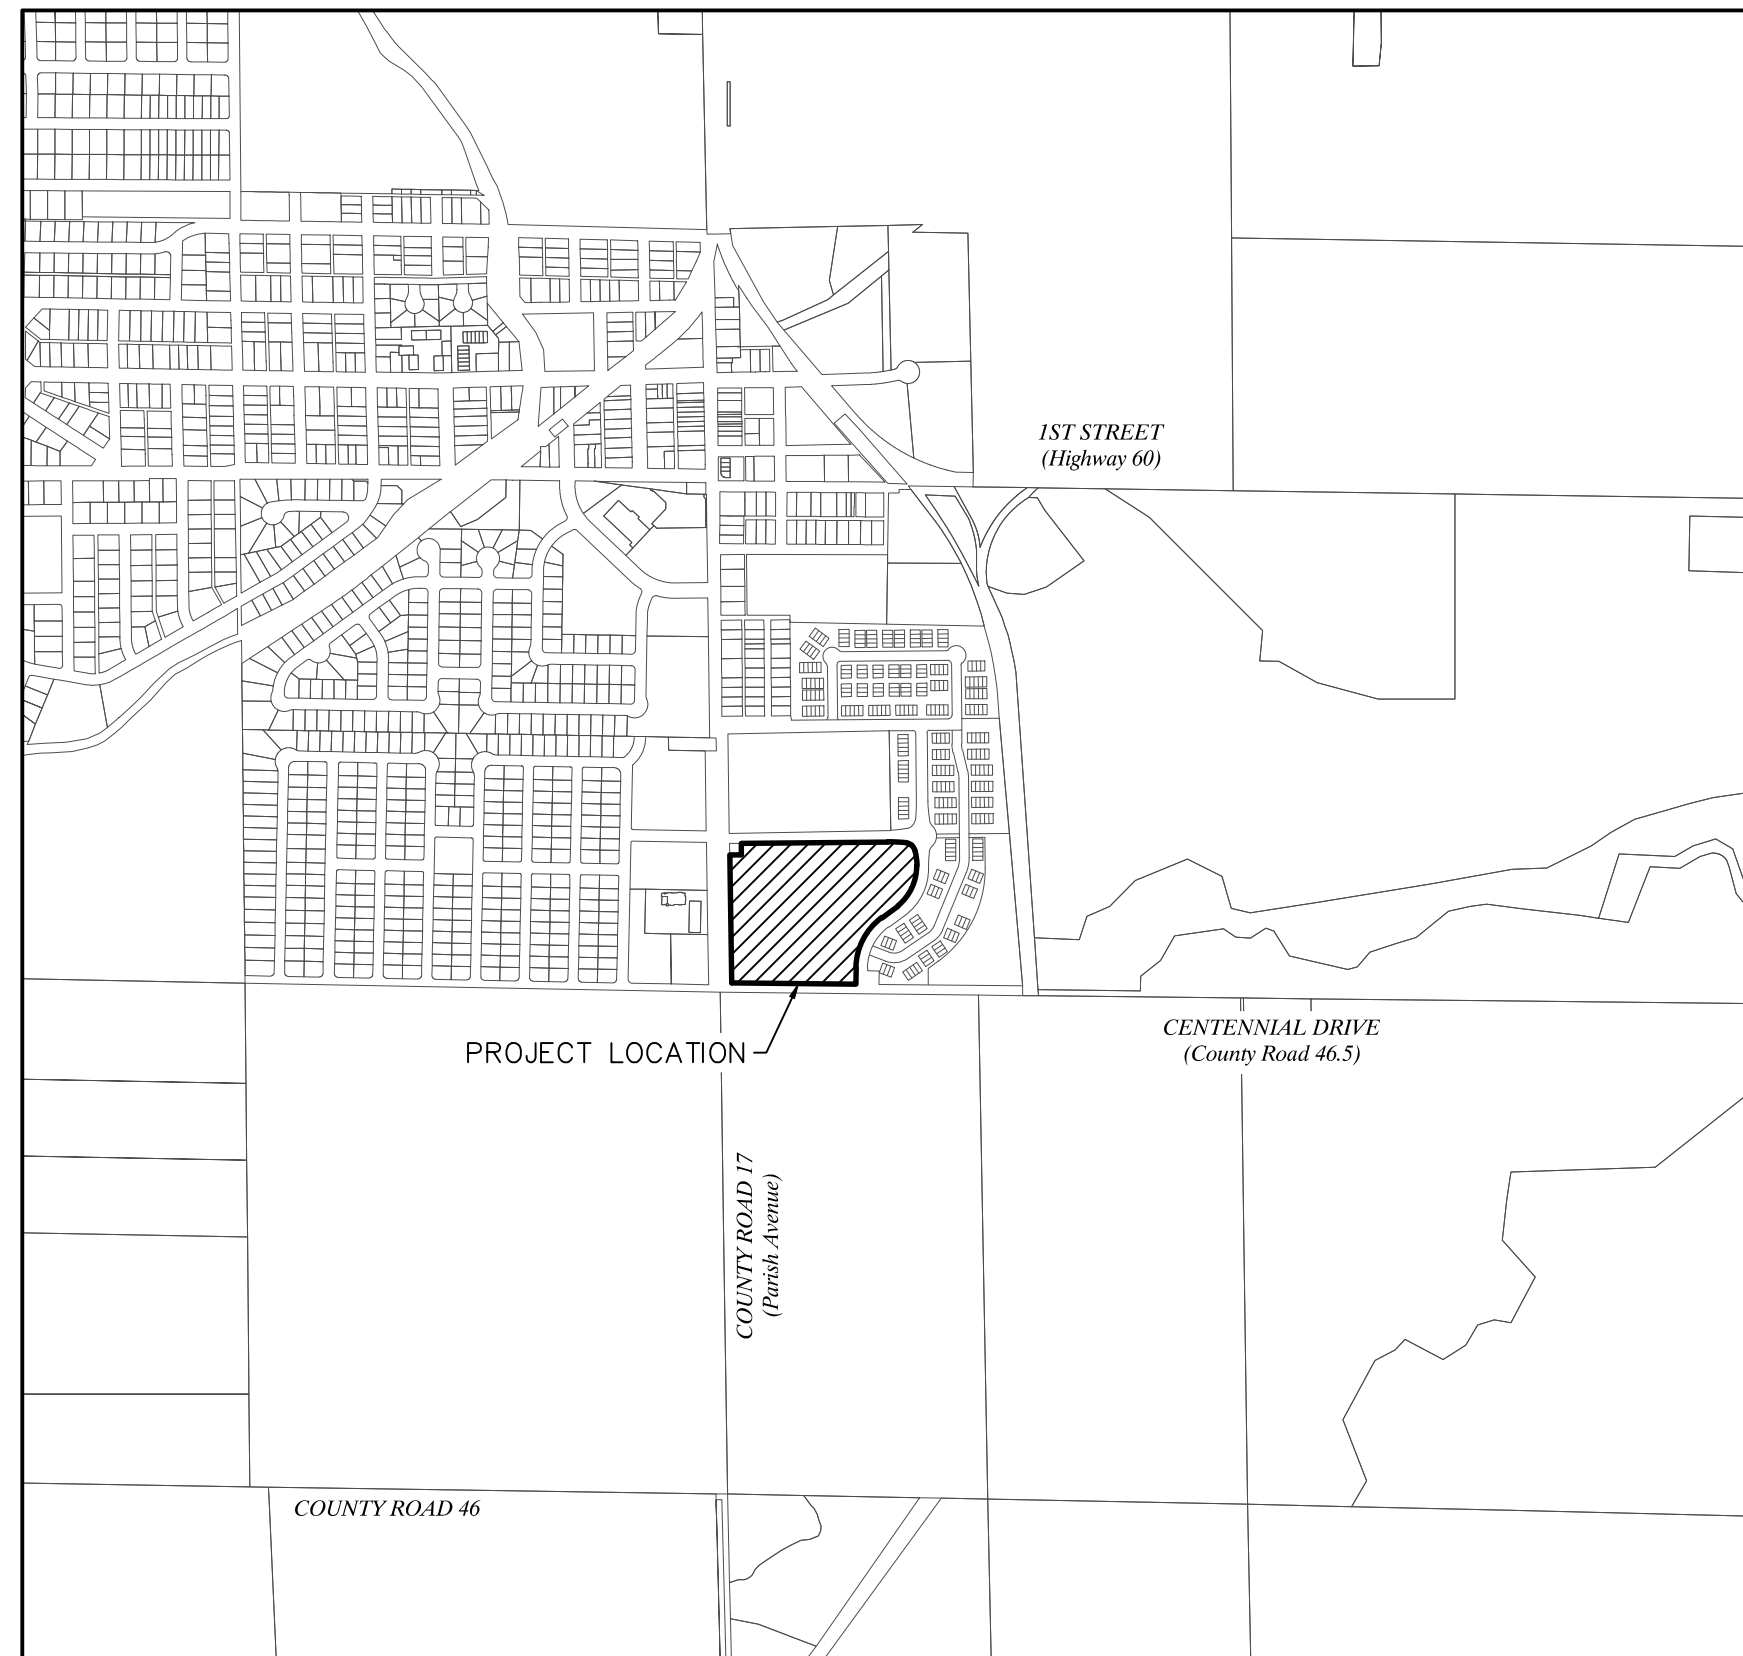 1ST STREET
(Highway 60)
CENTENNIAL DRIVE
(County Road 46.5)
PROJECT LOCATION
COUNTY ROAD 17
(Parish Avenue)
COUNTY ROAD 46